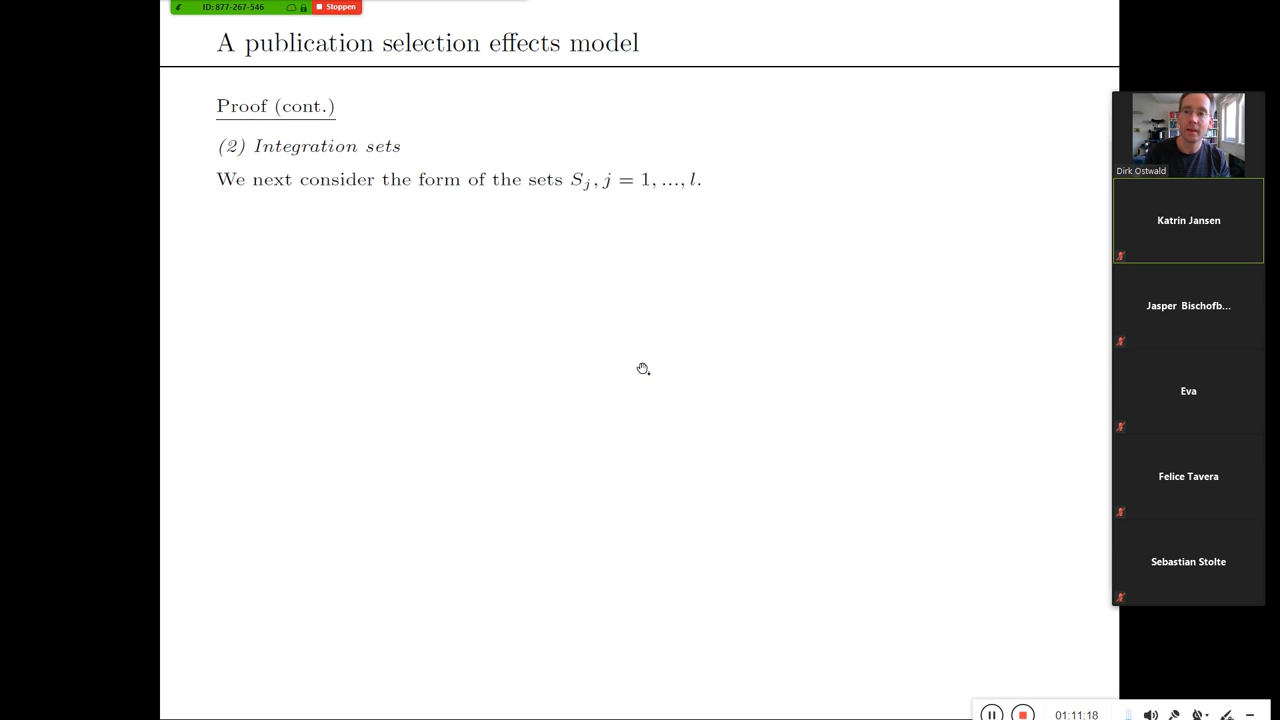 ID: 877-267-546
Stoppen
A publication selection effects model
Proof (cont.)
(2) Integration sets
We next consider the form of the sets S_j, j = 1, ..., l.
Dirk Ostwald
Katrin Jansen
Jasper Bischofb...
Eva
Felice Tavera
Sebastian Stolte
01:11:18